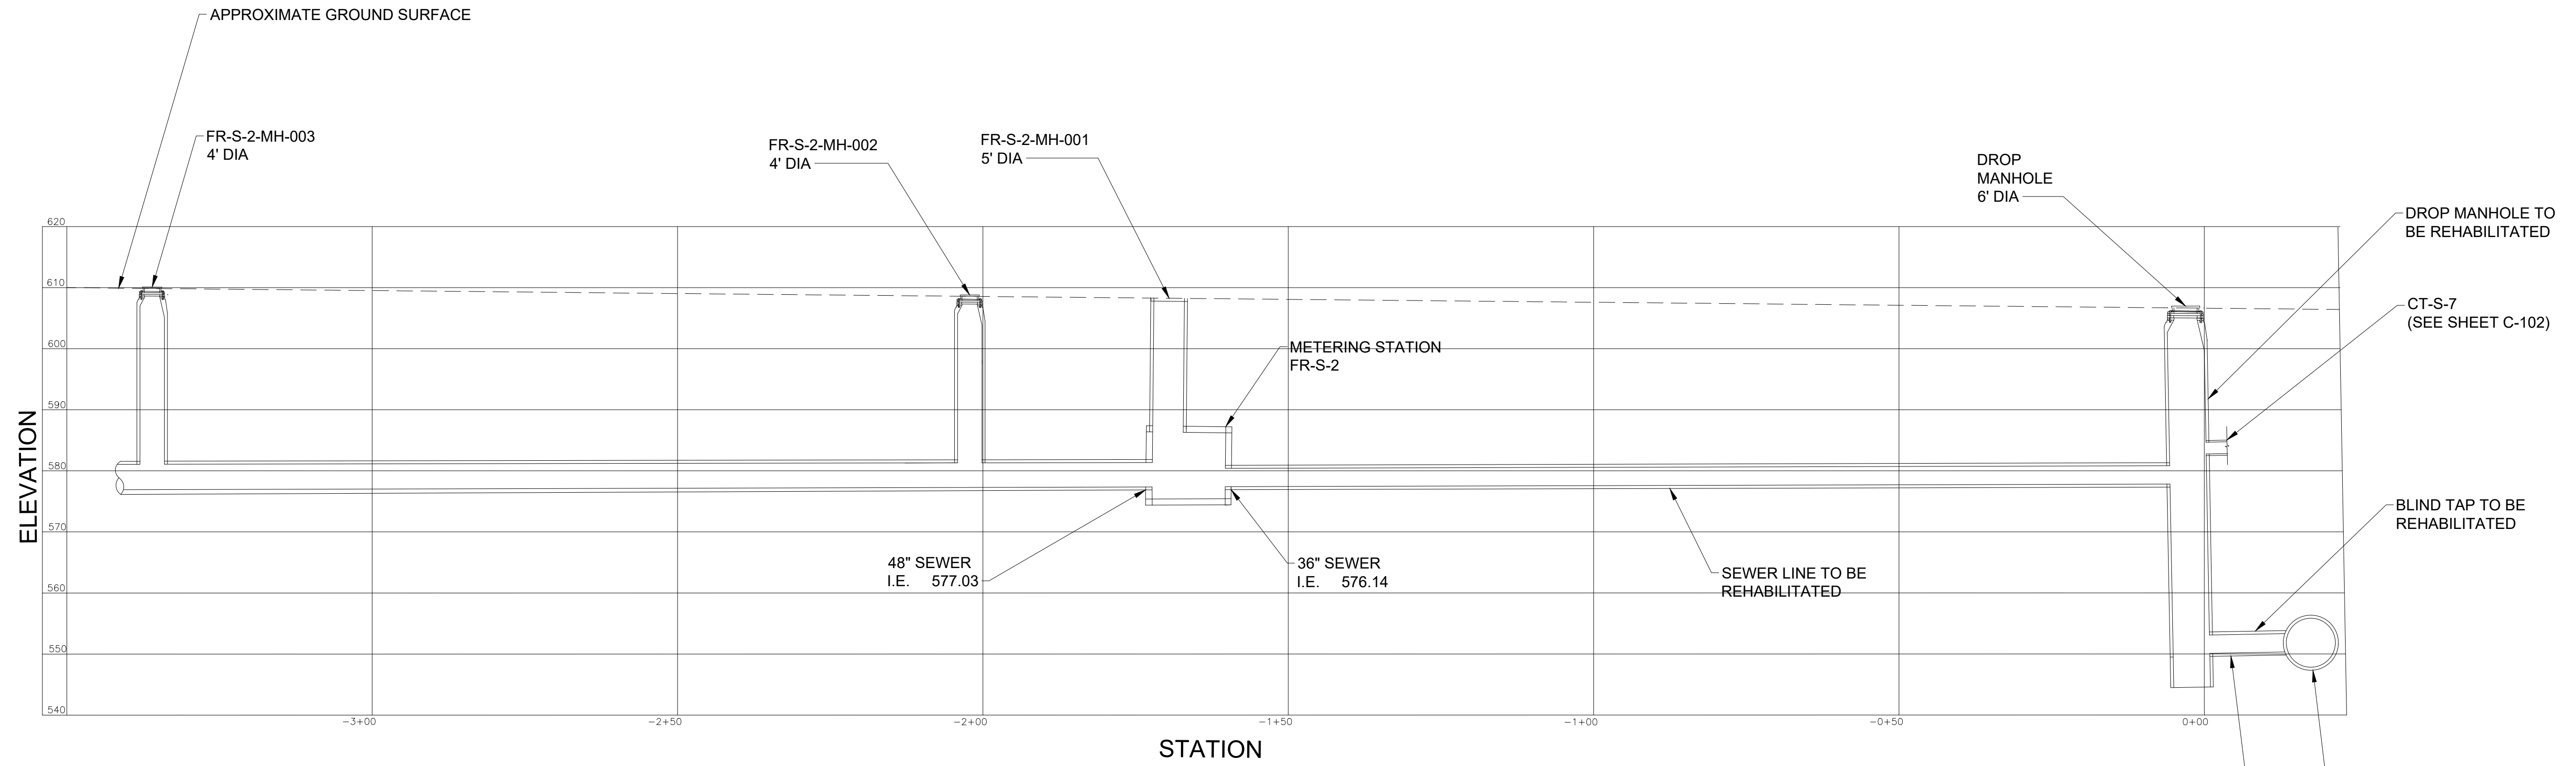 APPROXIMATE GROUND SURFACE
FR-S-2-MH-003
4' DIA
FR-S-2-MH-002
4' DIA
FR-S-2-MH-001
5' DIA
DROP
MANHOLE
6' DIA
DROP MANHOLE TO
BE REHABILITATED
CT-S-7
(SEE SHEET C-102)
METERING STATION
FR-S-2
BLIND TAP TO BE
REHABILITATED
48" SEWER
I.E. 577.03
36" SEWER
I.E. 576.14
SEWER LINE TO BE
REHABILITATED
ELEVATION
620
610
600
590
580
570
560
550
540
-3+00
-2+50
-2+00
-1+50
-1+00
-0+50
0+00
STATION